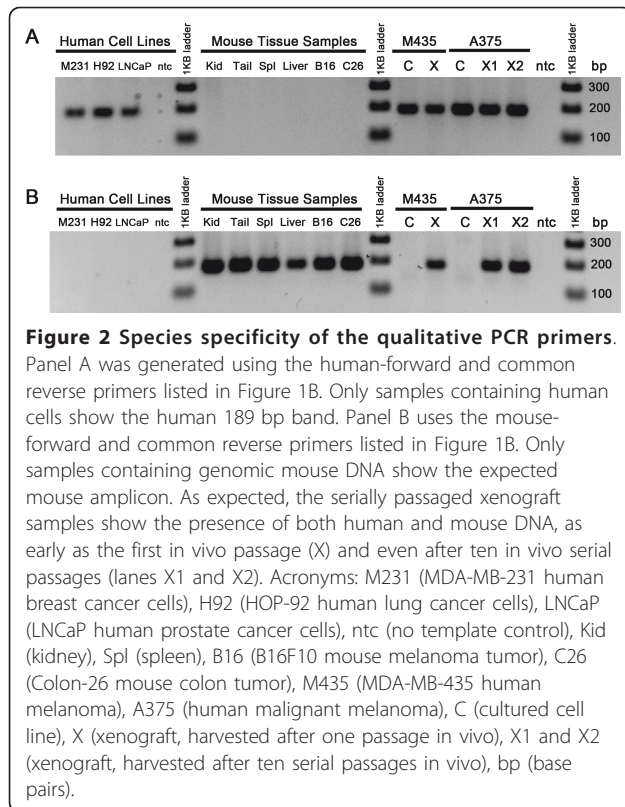 A
Human Cell Lines
Mouse Tissue Samples
M435
A375
M231 H92 LNCaP ntc
1KB ladder
Kid Tail Spl Liver B16 C26
1KB ladder
C X C X1 X2 ntc
1KB ladder
bp
300
200
100
B
Human Cell Lines
Mouse Tissue Samples
M435
A375
M231 H92 LNCaP ntc
1KB ladder
Kid Tail Spl Liver B16 C26
1KB ladder
C X C X1 X2 ntc
1KB ladder
bp
300
200
100
Figure 2 Species specificity of the qualitative PCR primers.
Panel A was generated using the human-forward and common
reverse primers listed in Figure 1B. Only samples containing human
cells show the human 189 bp band. Panel B uses the mouse-
forward and common reverse primers listed in Figure 1B. Only
samples containing genomic mouse DNA show the expected
mouse amplicon. As expected, the serially passaged xenograft
samples show the presence of both human and mouse DNA, as
early as the first in vivo passage (X) and even after ten in vivo serial
passages (lanes X1 and X2). Acronyms: M231 (MDA-MB-231 human
breast cancer cells), H92 (HOP-92 human lung cancer cells), LNCaP
(LNCaP human prostate cancer cells), ntc (no template control), Kid
(kidney), Spl (spleen), B16 (B16F10 mouse melanoma tumor), C26
(Colon-26 mouse colon tumor), M435 (MDA-MB-435 human
melanoma), A375 (human malignant melanoma), C (cultured cell
line), X (xenograft, harvested after one passage in vivo), X1 and X2
(xenograft, harvested after ten serial passages in vivo), bp (base
pairs).